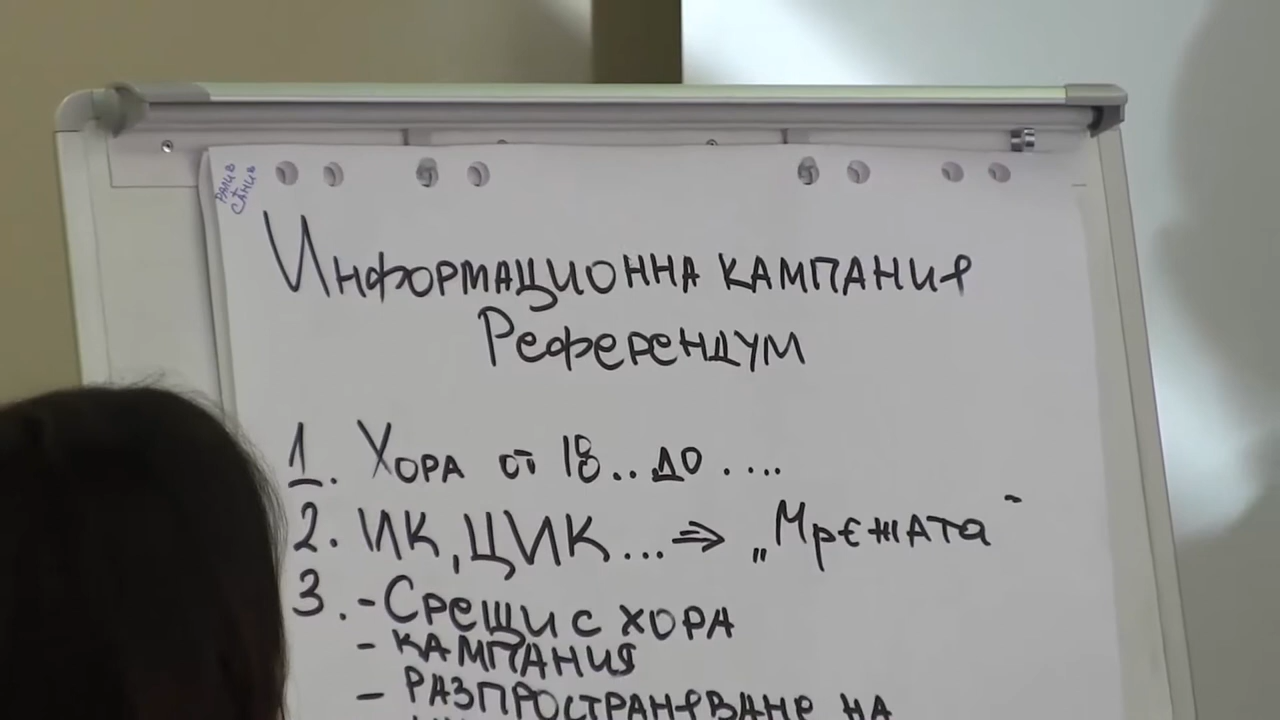 Информационна кампания
Референдум
1. Хора от 18.. до ....
2. ИК, ЦИК... ⇒ „Мрежата“
3. - Срещи с хора
- кампания
- разпространяване на